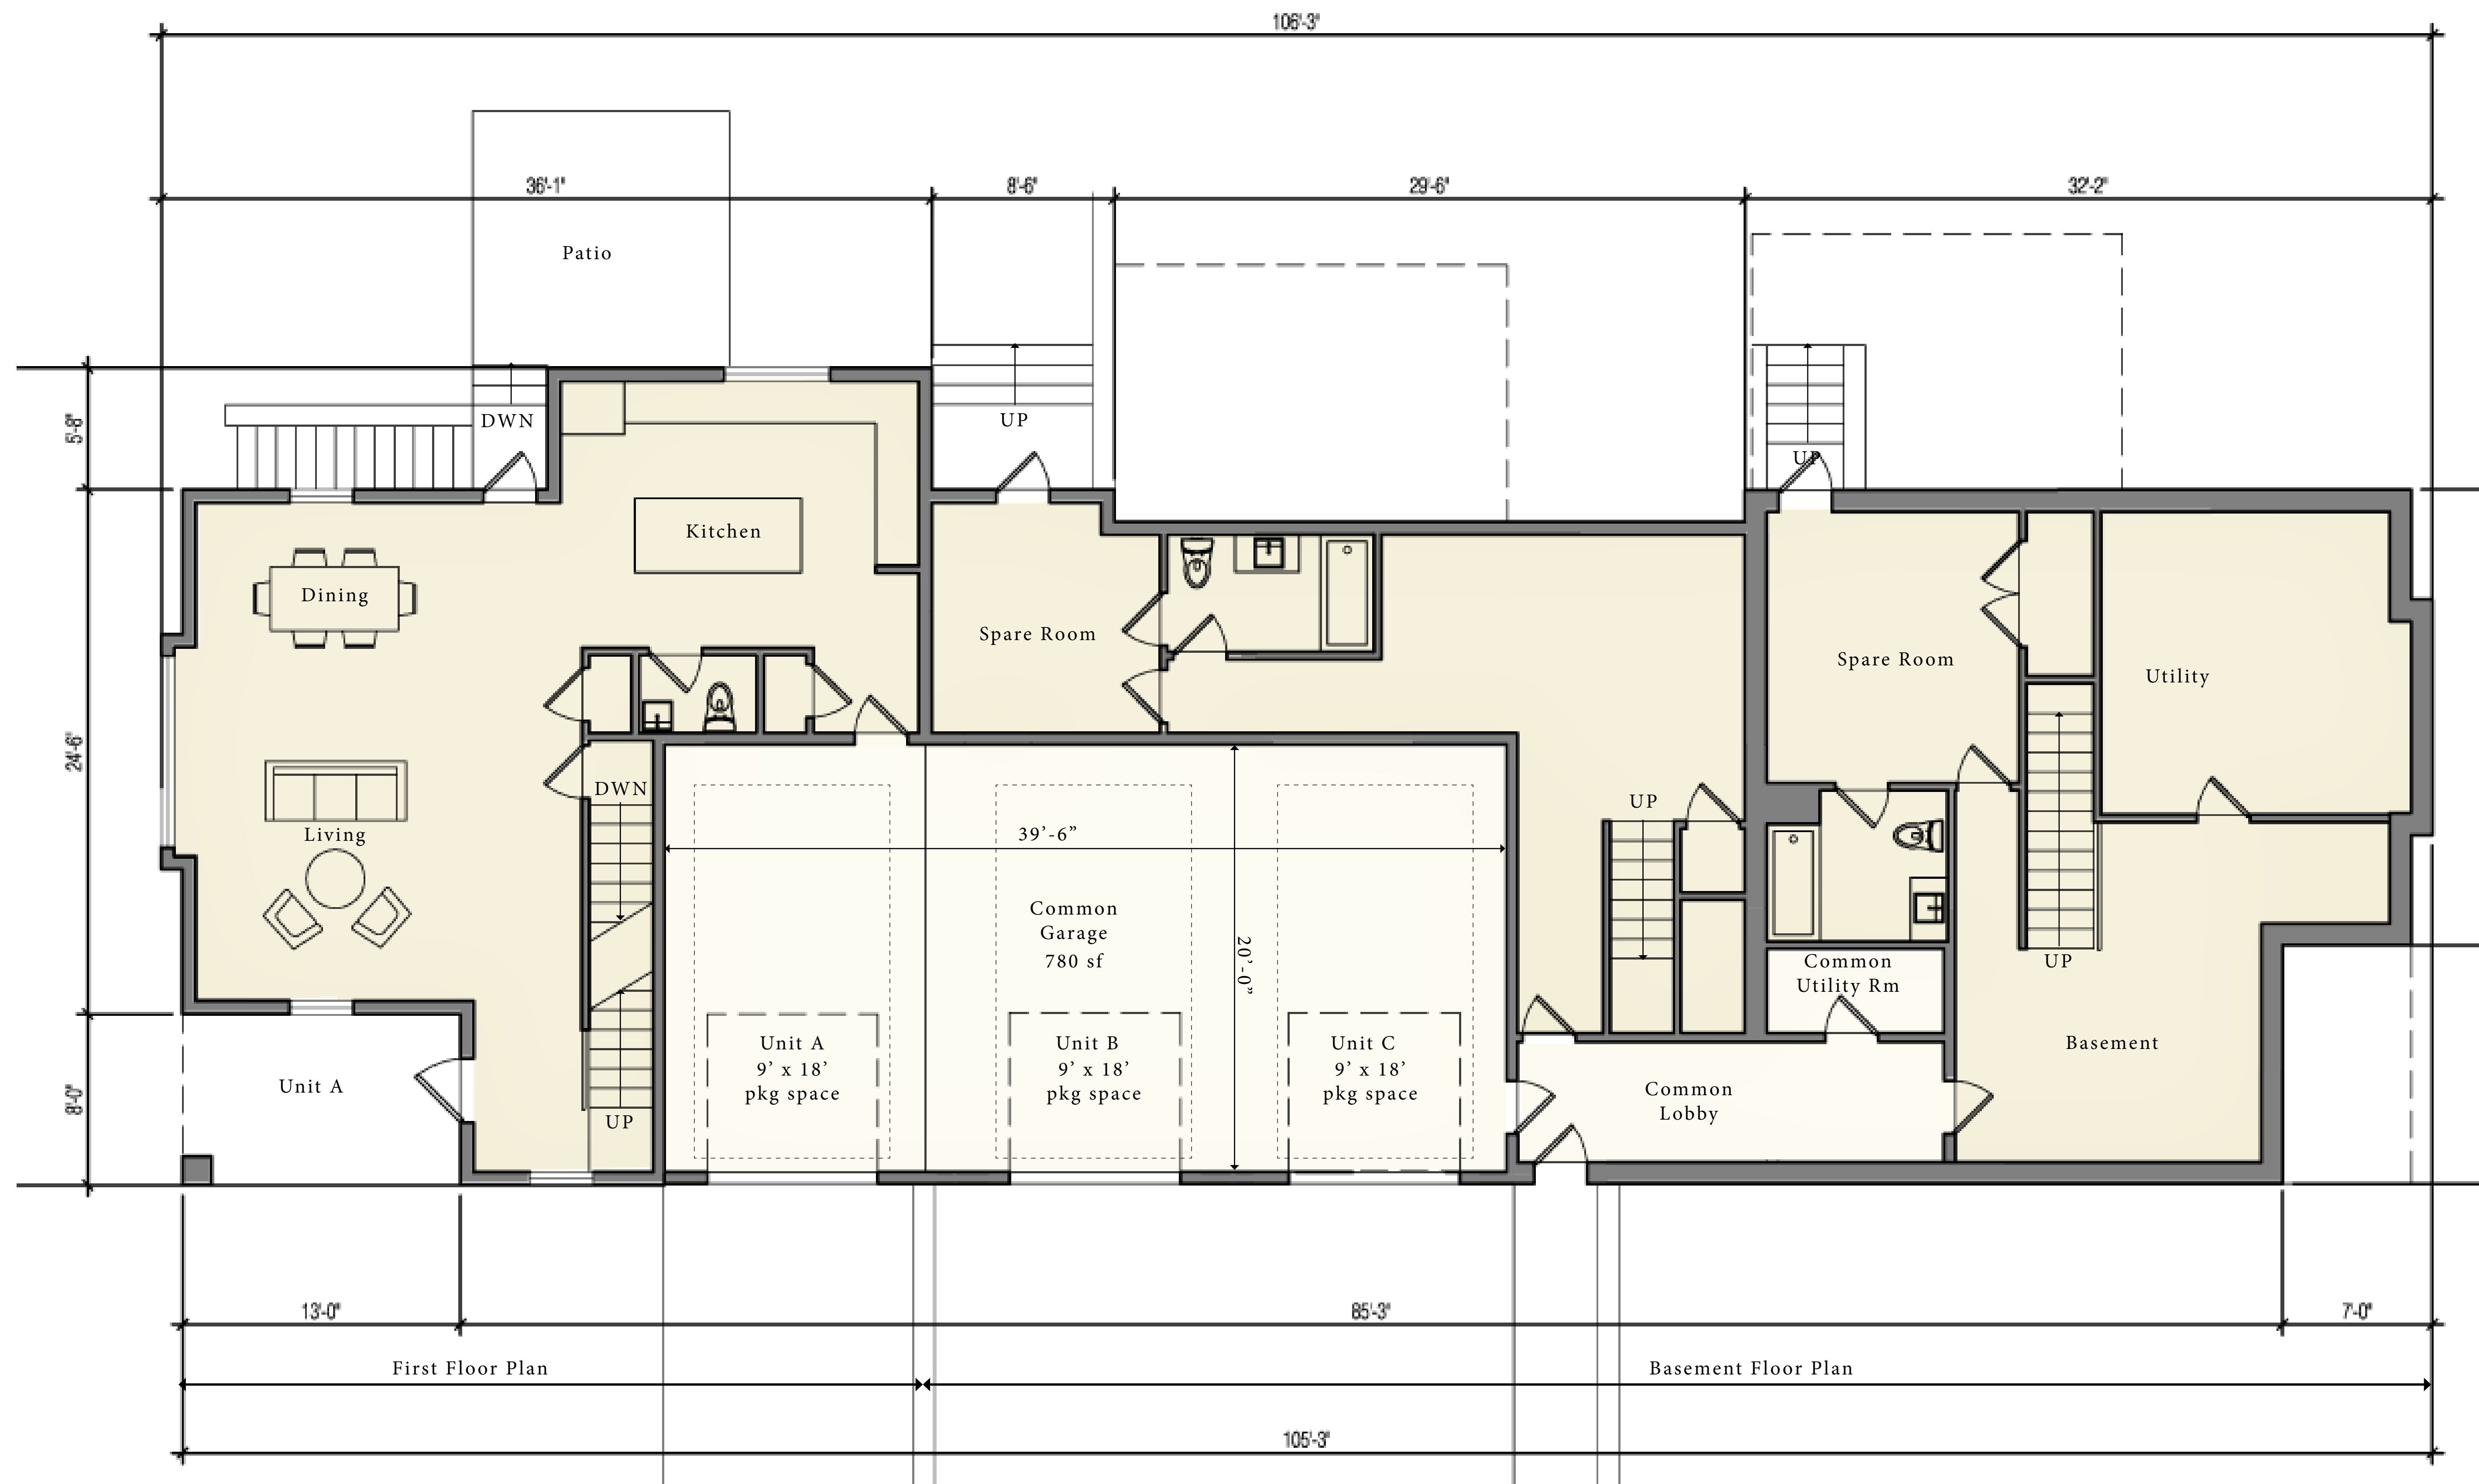 106'-3"
36'-1"
8'-6"
29'-6"
32'-2"
Patio
5'-8"
DWN
UP
UP
Kitchen
Dining
Spare Room
Spare Room
Utility
24'-6"
DWN
UP
Living
39’-6”
Common
Garage
780 sf
20’-0”
Common
Utility Rm
UP
Unit A
9’ x 18’
pkg space
Unit B
9’ x 18’
pkg space
Unit C
9’ x 18’
pkg space
Basement
8'-0"
Unit A
Common
Lobby
UP
13'-0"
85'-3"
7'-0"
First Floor Plan
Basement Floor Plan
105'-3"